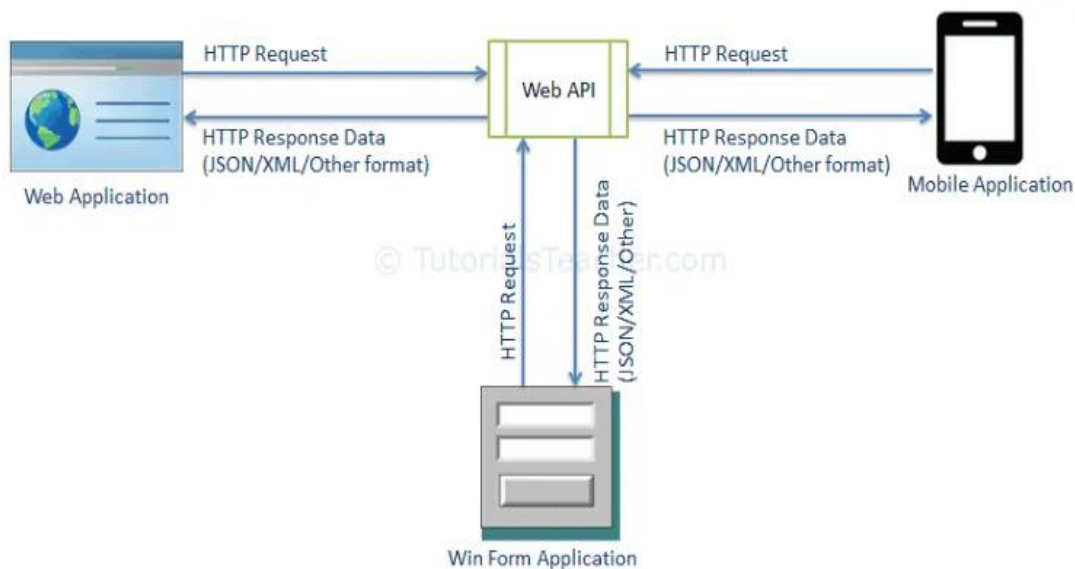 HTTP Request
HTTP Request
Web API
HTTP Response Data
(JSON/XML/Other format)
HTTP Response Data
(JSON/XML/Other format)
Web Application
Mobile Application
© TutorialsTeacher.com
HTTP Request
HTTP Response Data
(JSON/XML/Other)
Win Form Application